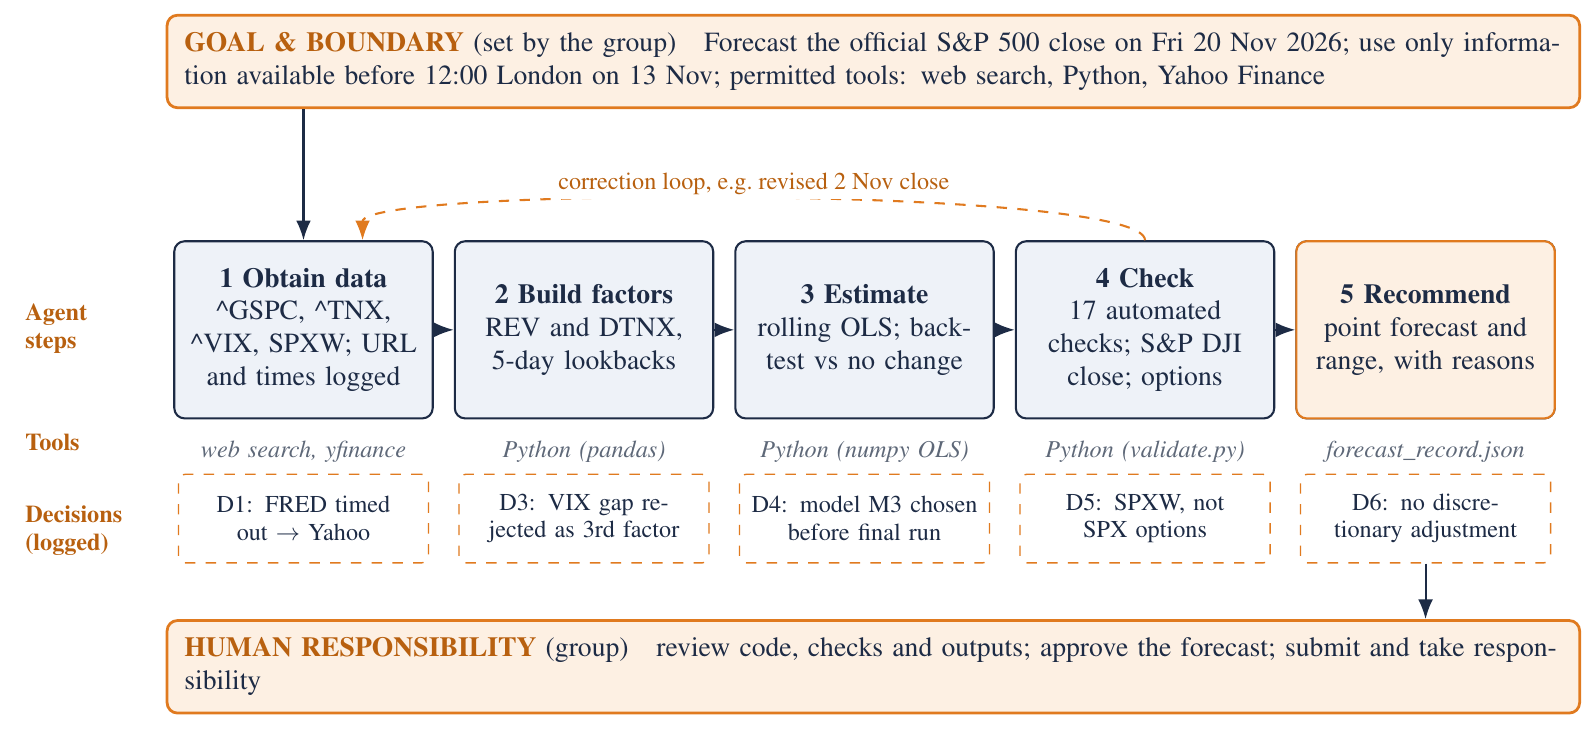 GOAL & BOUNDARY (set by the group) Forecast the official S&P 500 close on Fri 20 Nov 2026; use only informa-
tion available before 12:00 London on 13 Nov; permitted tools: web search, Python, Yahoo Finance
correction loop, e.g. revised 2 Nov close
Agent
steps
1 Obtain data
^GSPC, ^TNX,
^VIX, SPXW; URL
and times logged
2 Build factors
REV and DTNX,
5-day lookbacks
3 Estimate
rolling OLS; back-
test vs no change
4 Check
17 automated
checks; S&P DJI
close; options
5 Recommend
point forecast and
range, with reasons
Tools
web search, yfinance
Python (pandas)
Python (numpy OLS)
Python (validate.py)
forecast_record.json
Decisions
(logged)
D1: FRED timed
out → Yahoo
D3: VIX gap re-
jected as 3rd factor
D4: model M3 chosen
before final run
D5: SPXW, not
SPX options
D6: no discre-
tionary adjustment
HUMAN RESPONSIBILITY (group) review code, checks and outputs; approve the forecast; submit and take respon-
sibility